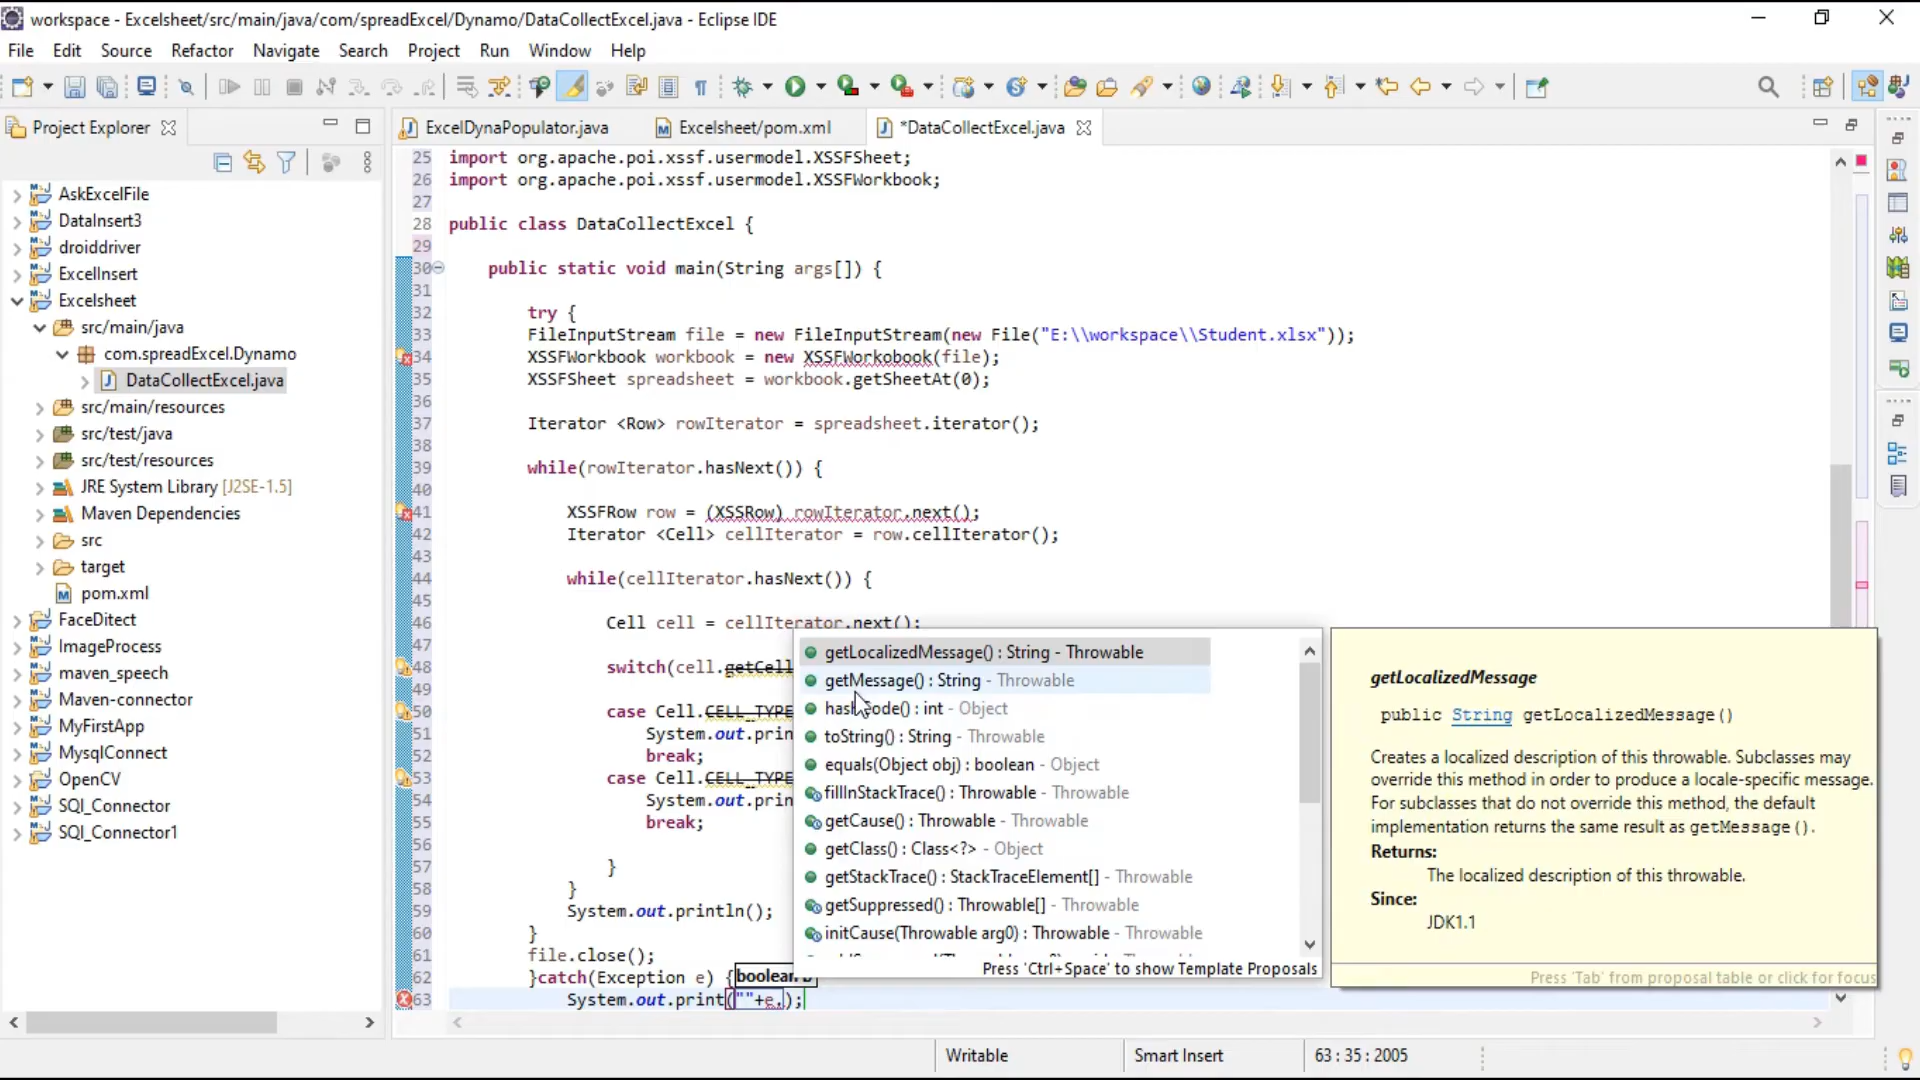 workspace - Excelsheet/src/main/java/com/spreadExcel/Dynamo/DataCollectExcel.java - Eclipse IDE
File Edit Source Refactor Navigate Search Project Run Window Help
Project Explorer
ExcelDynaPopulator.java
Excelsheet/pom.xml
*DataCollectExcel.java
AskExcelFile
DataInsert3
droiddriver
ExcelInsert
Excelsheet
src/main/java
com.spreadExcel.Dynamo
DataCollectExcel.java
src/main/resources
src/test/java
src/test/resources
JRE System Library [J2SE-1.5]
Maven Dependencies
src
target
pom.xml
FaceDitect
ImageProcess
maven_speech
Maven-connector
MyFirstApp
MysqlConnect
OpenCV
SQl_Connector
SQl_Connector1
25 import org.apache.poi.xssf.usermodel.XSSFSheet;
26 import org.apache.poi.xssf.usermodel.XSSFWorkbook;
27
28 public class DataCollectExcel {
29
30 public static void main(String args[]) {
31
32 try {
33 FileInputStream file = new FileInputStream(new File("E:\\workspace\\Student.xlsx"));
34 XSSFWorkbook workbook = new XSSFWorkobook(file);
35 XSSFSheet spreadsheet = workbook.getSheetAt(0);
36
37 Iterator <Row> rowIterator = spreadsheet.iterator();
38
39 while(rowIterator.hasNext()) {
40
41 XSSFRow row = (XSSRow) rowIterator.next();
42 Iterator <Cell> cellIterator = row.cellIterator();
43
44 while(cellIterator.hasNext()) {
45
46 Cell cell = cellIterator.next();
47
48 switch(cell.getCell
49
50 case Cell.CELL_TYPE
51 System.out.prin
52 break;
53 case Cell.CELL_TYPE
54 System.out.prin
55 break;
56
57 }
58 }
59 System.out.println();
60 }
61 file.close();
62 }catch(Exception e) { boolean b
63 System.out.print(""+e.);
getLocalizedMessage() : String - Throwable
getMessage() : String - Throwable
hashCode() : int - Object
toString() : String - Throwable
equals(Object obj) : boolean - Object
fillInStackTrace() : Throwable - Throwable
getCause() : Throwable - Throwable
getClass() : Class<?> - Object
getStackTrace() : StackTraceElement[] - Throwable
getSuppressed() : Throwable[] - Throwable
initCause(Throwable arg0) : Throwable - Throwable
Press 'Ctrl+Space' to show Template Proposals
getLocalizedMessage
public String getLocalizedMessage()
Creates a localized description of this throwable. Subclasses may
override this method in order to produce a locale-specific message.
For subclasses that do not override this method, the default
implementation returns the same result as getMessage().
Returns:
The localized description of this throwable.
Since:
JDK1.1
Press 'Tab' from proposal table or click for focus
Writable
Smart Insert
63 : 35 : 2005